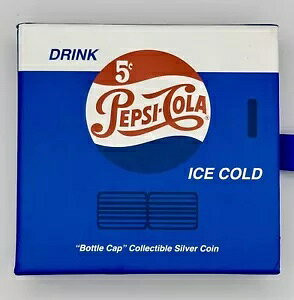 DRINK
5¢
PEPSI-COLA
ICE COLD
"Bottle Cap" Collectible Silver Coin